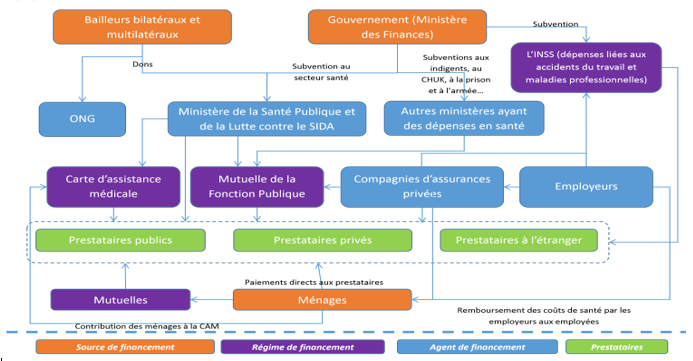 Bailleurs bilatéraux et
multilatéraux
Gouvernement (Ministère
des Finances)
Subvention
L'INSS (dépenses liées aux
accidents du travail et
maladies professionnelles)
Dons
Subvention au
secteur santé
Subventions aux
indigents, au
CHUK, à la prison
et à l'armée...
ONG
Ministère de la Santé Publique et
de la Lutte contre le SIDA
Autres ministères ayant
des dépenses en santé
Carte d'assistance
médicale
Mutuelle de la
Fonction Publique
Compagnies d'assurances
privées
Employeurs
Prestataires publics
Prestataires privés
Prestataires à l'étranger
Paiements directs aux prestataires
Mutuelles
Ménages
Remboursement des coûts de santé par les
employeurs aux employées
Contribution des ménages à la CAM
Source de financement
Régime de financement
Agent de financement
Prestataires